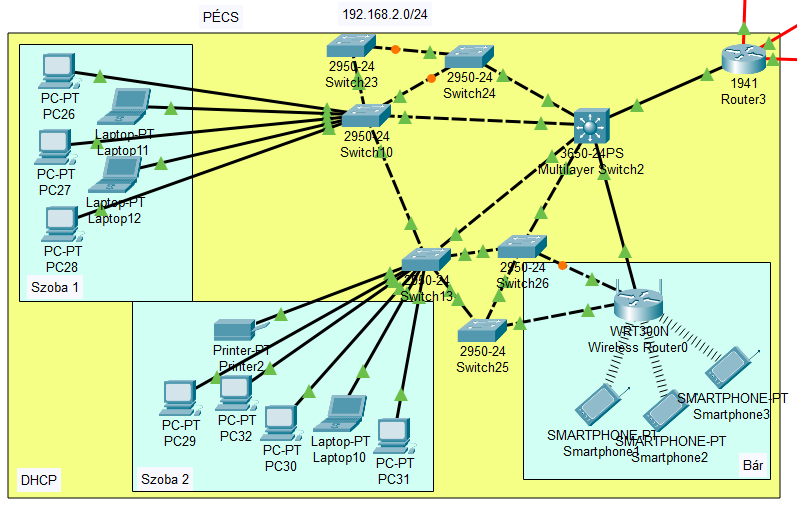 PÉCS
192.168.2.0/24
2950-24
Switch23
2950-24
Switch24
1941
Router3
PC-PT
PC26
Laptop-PT
Laptop11
2950-24
Switch10
3650-24PS
Multilayer Switch2
PC-PT
PC27
Laptop-PT
Laptop12
PC-PT
PC28
Szoba 1
2950-24
Switch13
2950-24
Switch26
2950-24
Switch25
WRT300N
Wireless Router0
Printer-PT
Printer2
PC-PT
PC29
PC-PT
PC32
PC-PT
PC30
Laptop-PT
Laptop10
PC-PT
PC31
SMARTPHONE-PT
Smartphone3
SMARTPHONE-PT
Smartphone1
SMARTPHONE-PT
Smartphone2
DHCP
Szoba 2
Bár